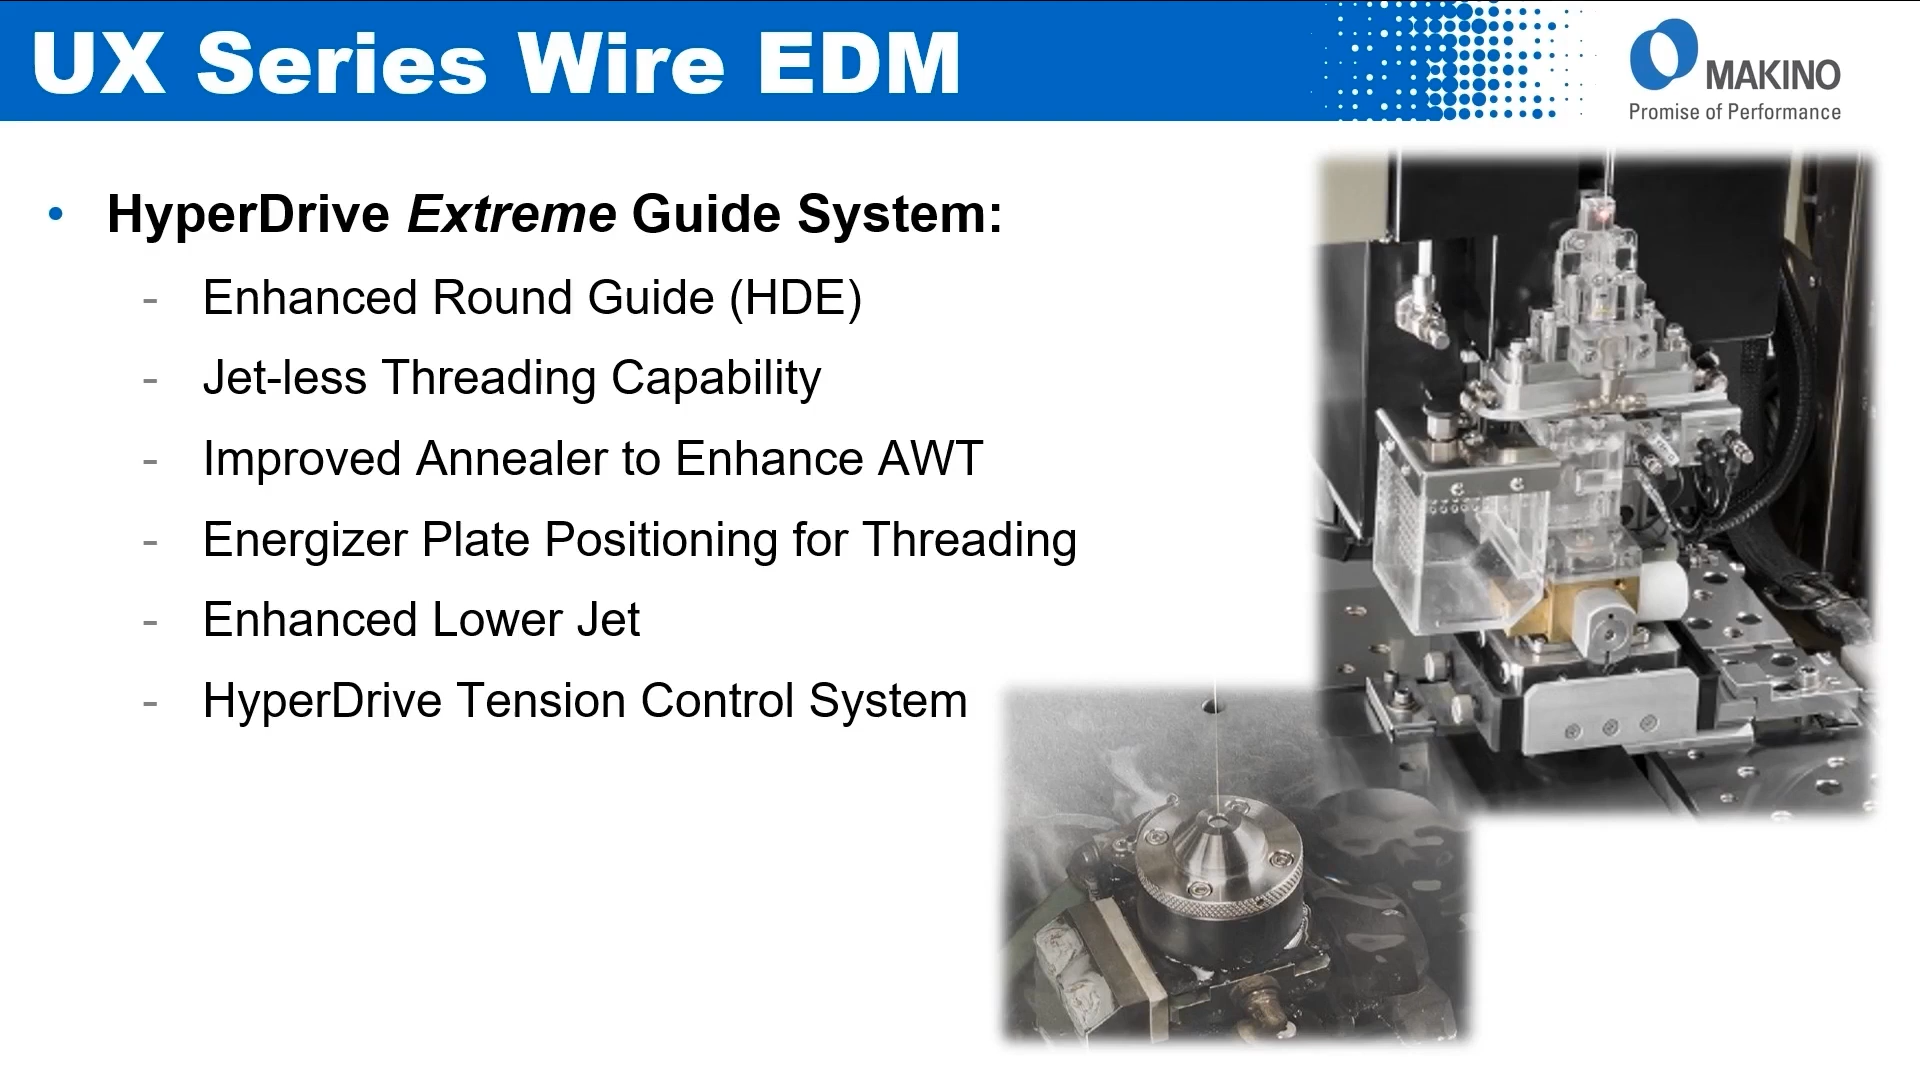 UX Series Wire EDM
MAKINO
Promise of Performance
• HyperDrive Extreme Guide System:
- Enhanced Round Guide (HDE)
- Jet-less Threading Capability
- Improved Annealer to Enhance AWT
- Energizer Plate Positioning for Threading
- Enhanced Lower Jet
- HyperDrive Tension Control System